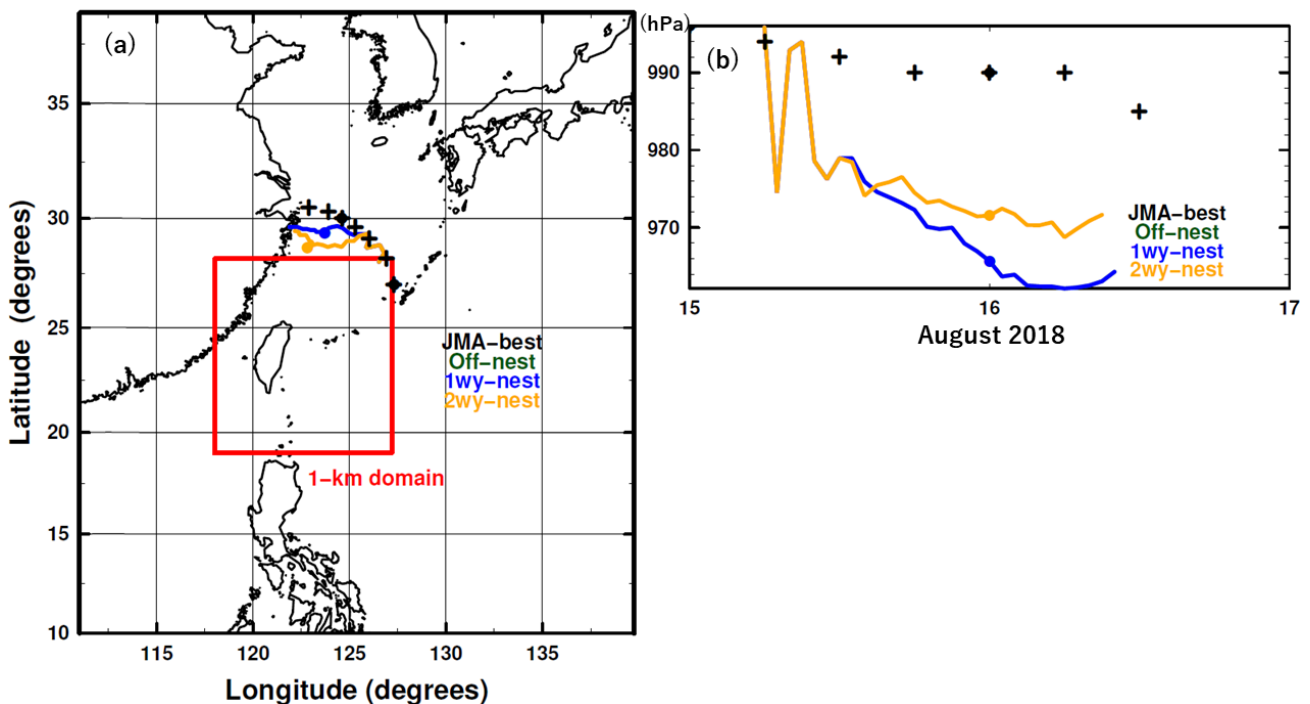 (a)
35
30
25
20
15
10
Latitude (degrees)
JMA−best
Off−nest
1wy−nest
2wy−nest
1−km domain
115
120
125
130
135
Longitude (degrees)
(hPa)
(b)
990
980
970
JMA−best
Off−nest
1wy−nest
2wy−nest
15
16
17
August 2018